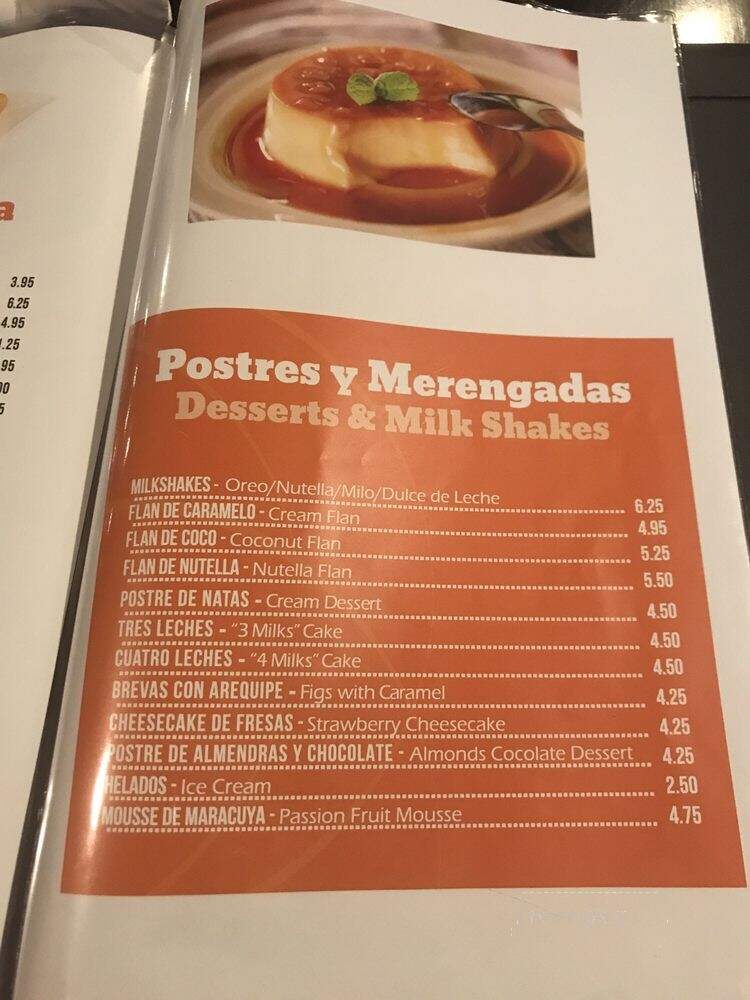 a
3.95
6.25
4.95
.25
95
00
5
Postres y Merengadas
Desserts & Milk Shakes
MILKSHAKES - Oreo/Nutella/Milo/Dulce de Leche 6.25
FLAN DE CARAMELO - Cream Flan 4.95
FLAN DE COCO - Coconut Flan 5.25
FLAN DE NUTELLA - Nutella Flan 5.50
POSTRE DE NATAS - Cream Dessert 4.50
TRES LECHES - "3 Milks" Cake 4.50
CUATRO LECHES - "4 Milks" Cake 4.50
BREVAS CON AREQUIPE - Figs with Caramel 4.25
CHEESECAKE DE FRESAS - Strawberry Cheesecake 4.25
POSTRE DE ALMENDRAS Y CHOCOLATE - Almonds Cocolate Dessert 4.25
HELADOS - Ice Cream 2.50
MOUSSE DE MARACUYA - Passion Fruit Mousse 4.75